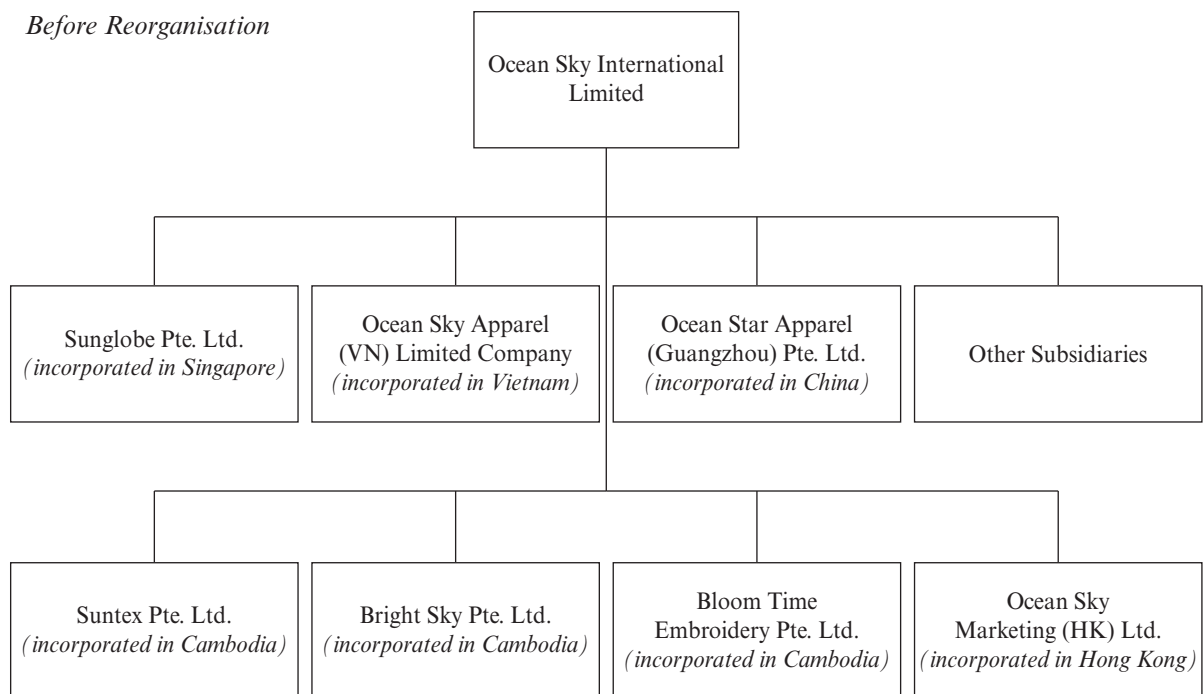 Before Reorganisation
Ocean Sky International
Limited
Sunglobe Pte. Ltd.
(incorporated in Singapore)
Ocean Sky Apparel
(VN) Limited Company
(incorporated in Vietnam)
Ocean Star Apparel
(Guangzhou) Pte. Ltd.
(incorporated in China)
Other Subsidiaries
Suntex Pte. Ltd.
(incorporated in Cambodia)
Bright Sky Pte. Ltd.
(incorporated in Cambodia)
Bloom Time
Embroidery Pte. Ltd.
(incorporated in Cambodia)
Ocean Sky
Marketing (HK) Ltd.
(incorporated in Hong Kong)